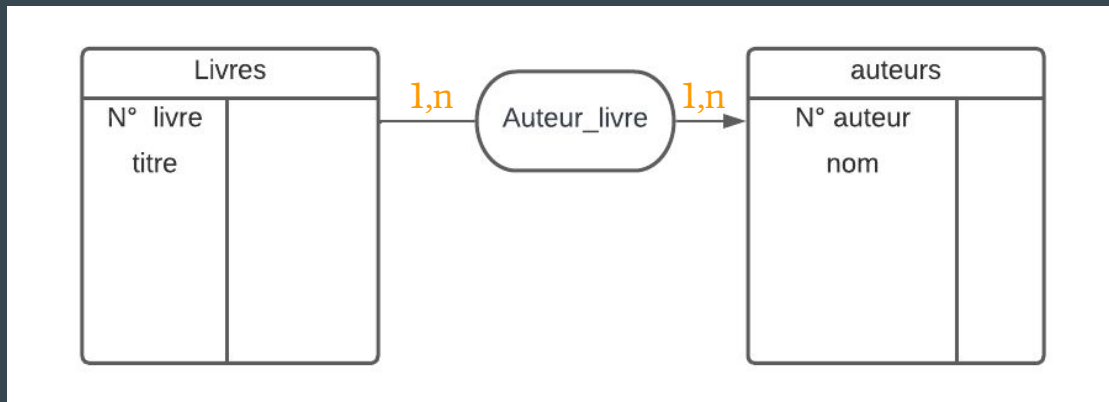 Livres
N° livre
titre
1,n
Auteur_livre
1,n
auteurs
N° auteur
nom